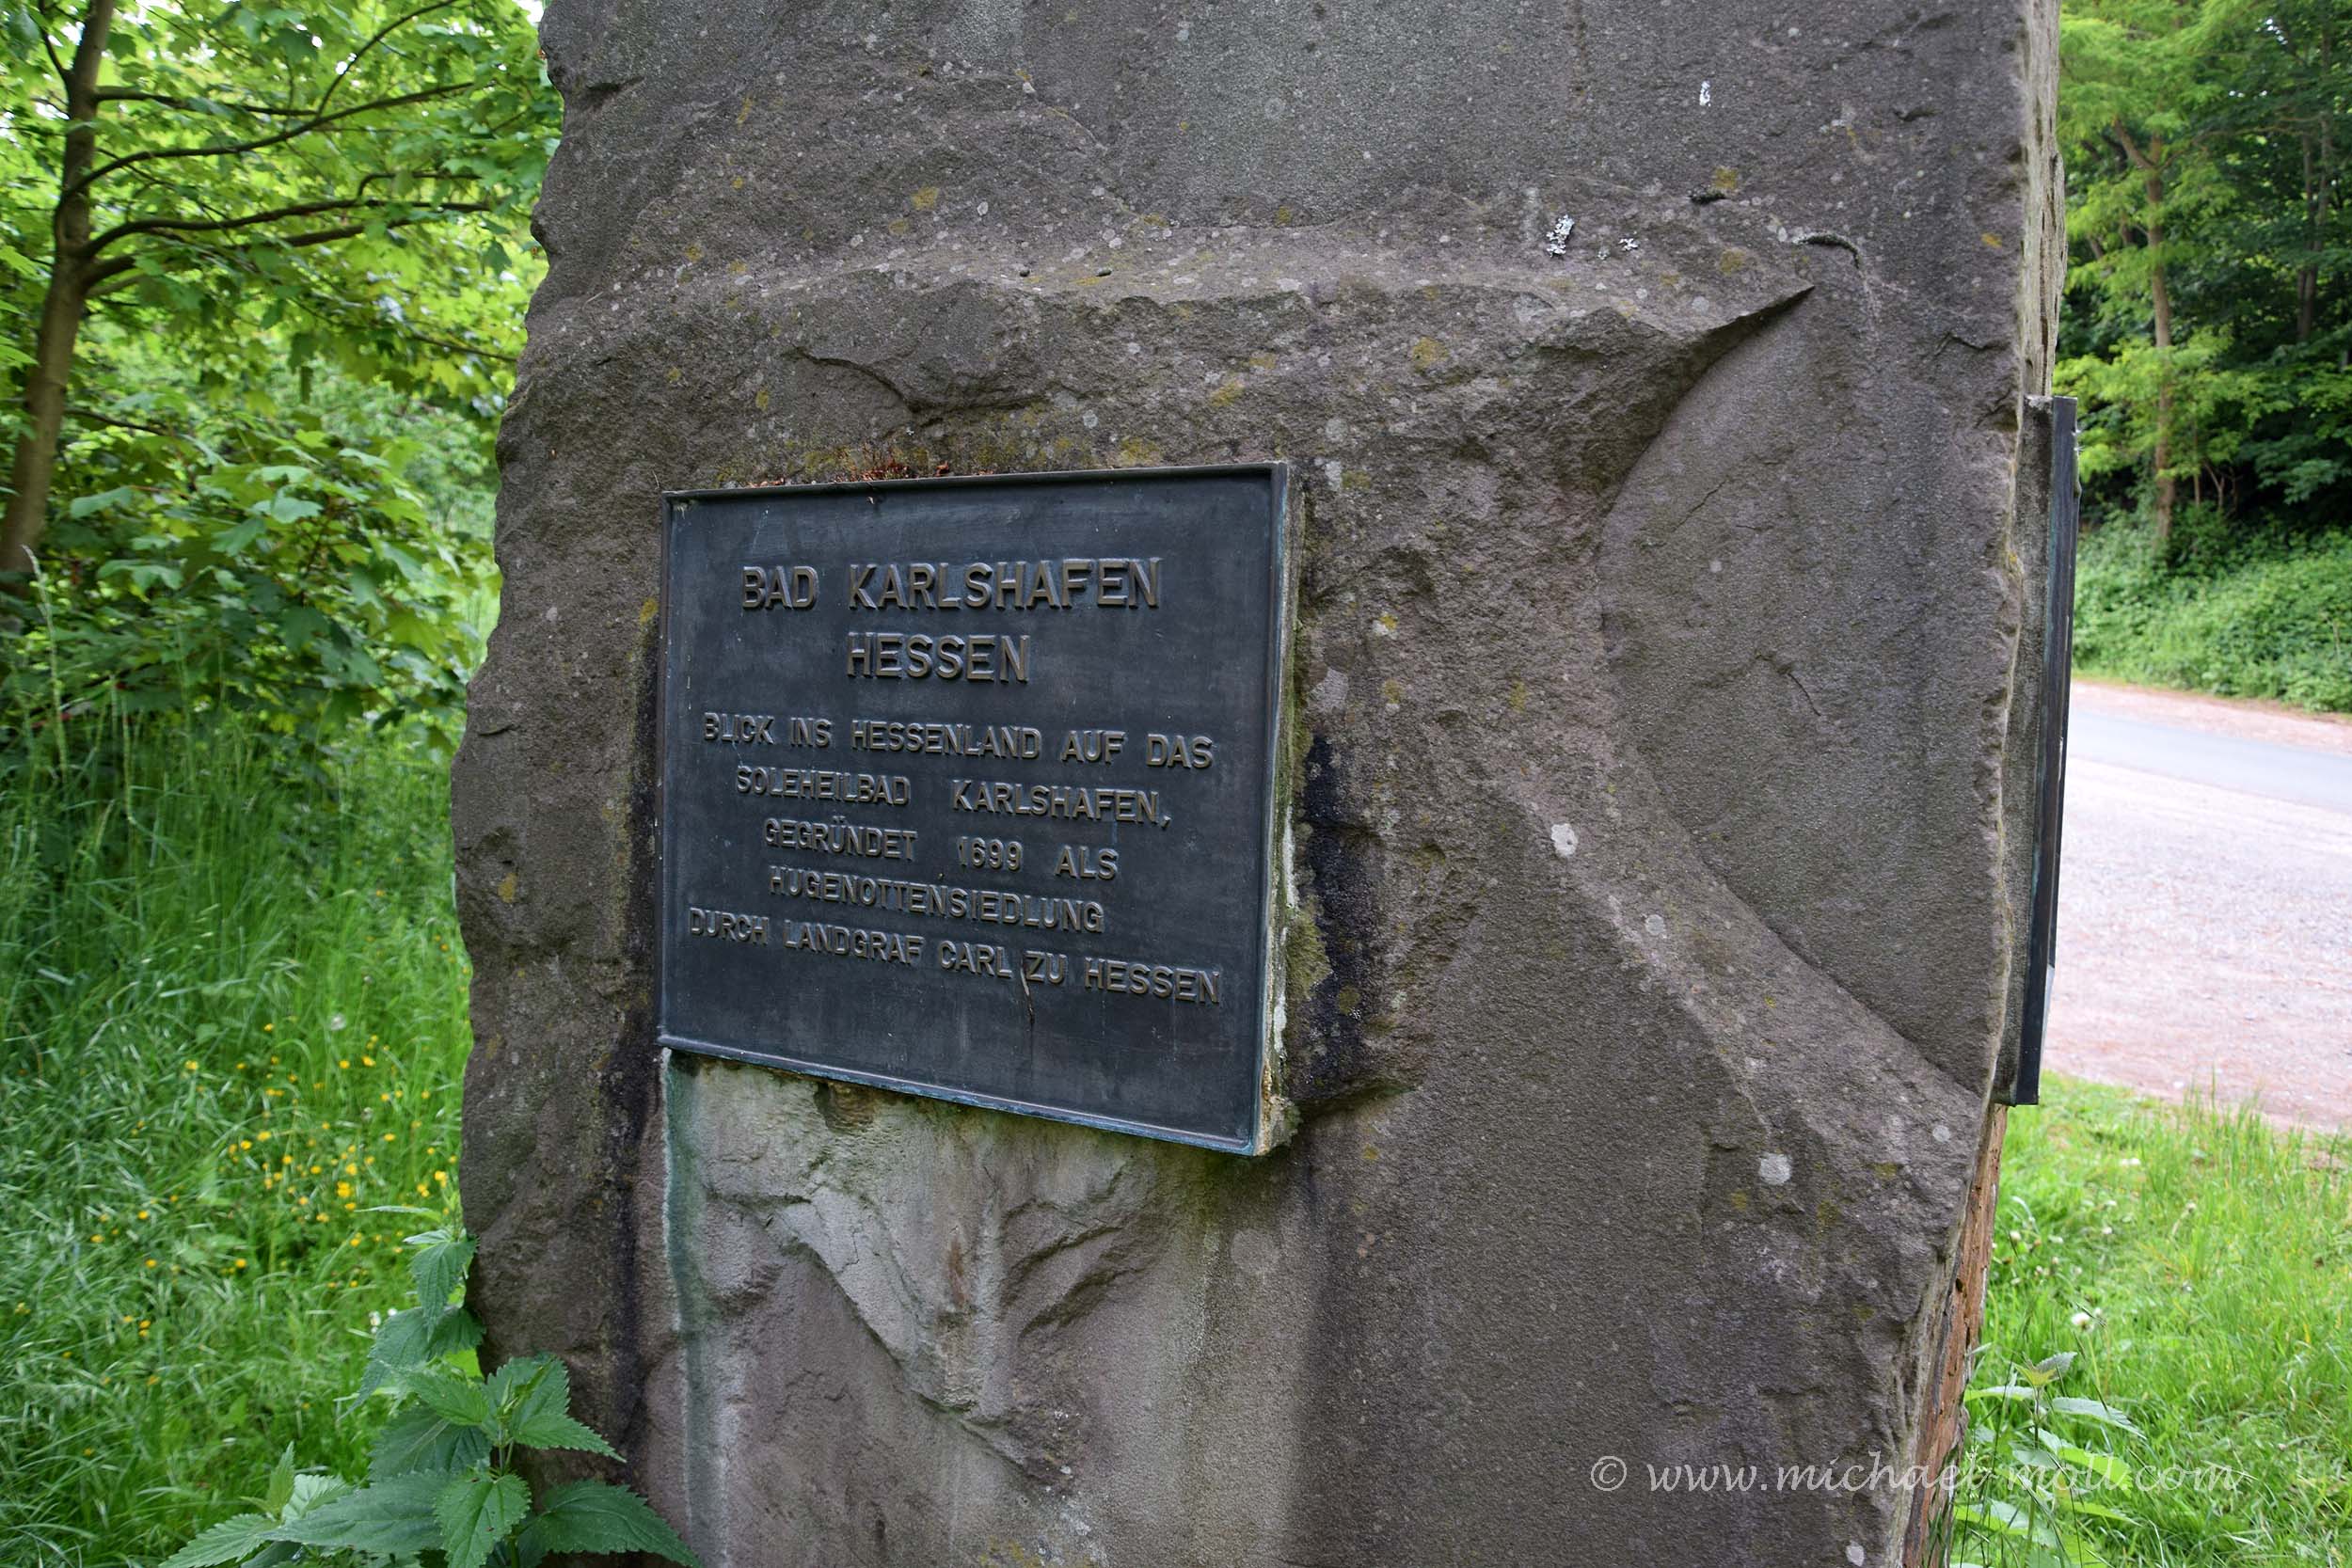 BAD KARLSHAFEN
HESSEN
BLICK INS HESSENLAND AUF DAS
SOLEHEILBAD KARLSHAFEN,
GEGRÜNDET 1699 ALS
HUGENOTTENSIEDLUNG
DURCH LANDGRAF CARL ZU HESSEN
© www.michael-moll.com